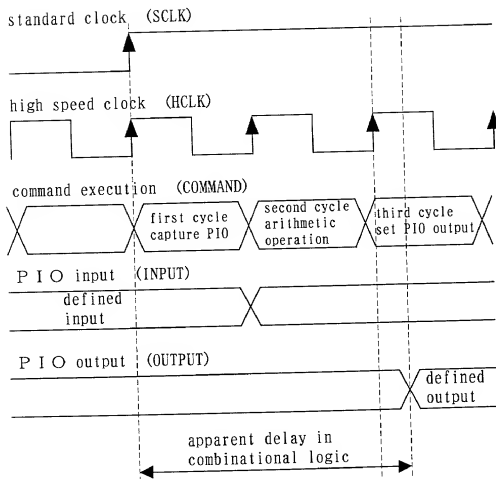 standard clock (SCLK)
high speed clock (HCLK)
command execution (COMMAND)
first cycle
capture PIO
second cycle
arithmetic
operation
third cycle
set PIO output
PIO input (INPUT)
defined
input
PIO output (OUTPUT)
defined
output
apparent delay in
combinational logic